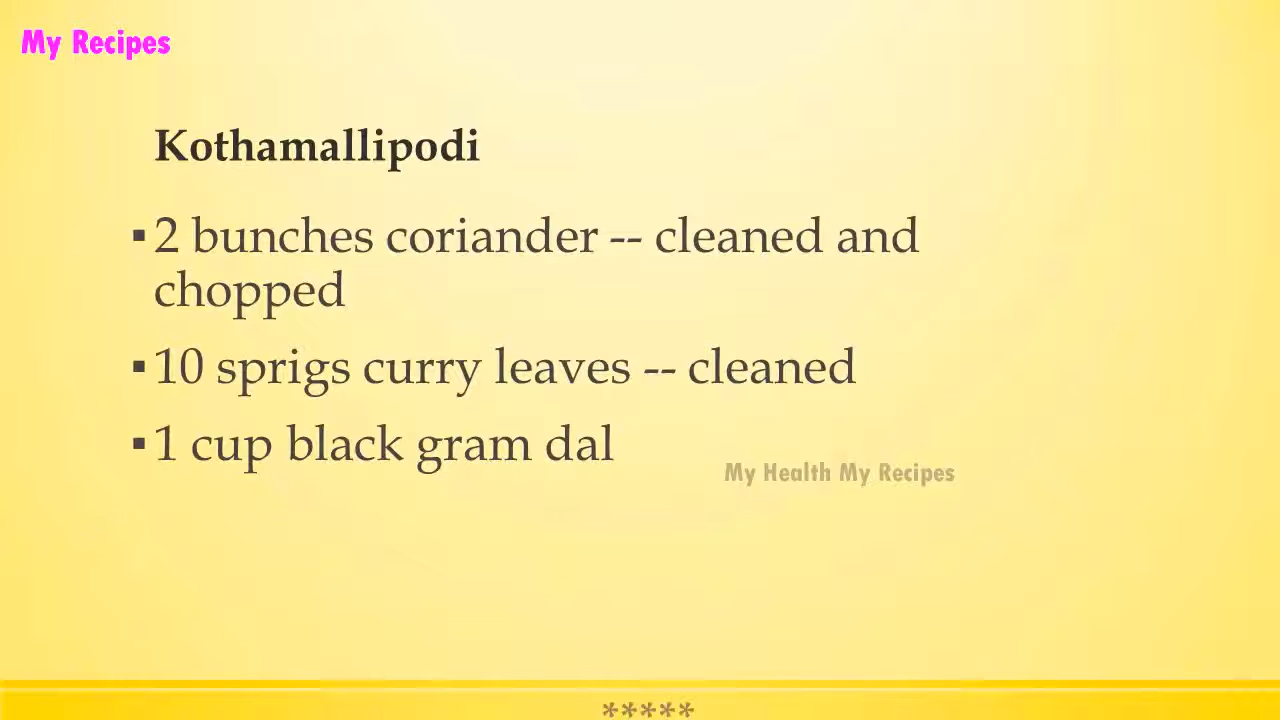 My Recipes
Kothamallipodi
▪2 bunches coriander -- cleaned and
chopped
▪10 sprigs curry leaves -- cleaned
▪1 cup black gram dal
My Health My Recipes
*****